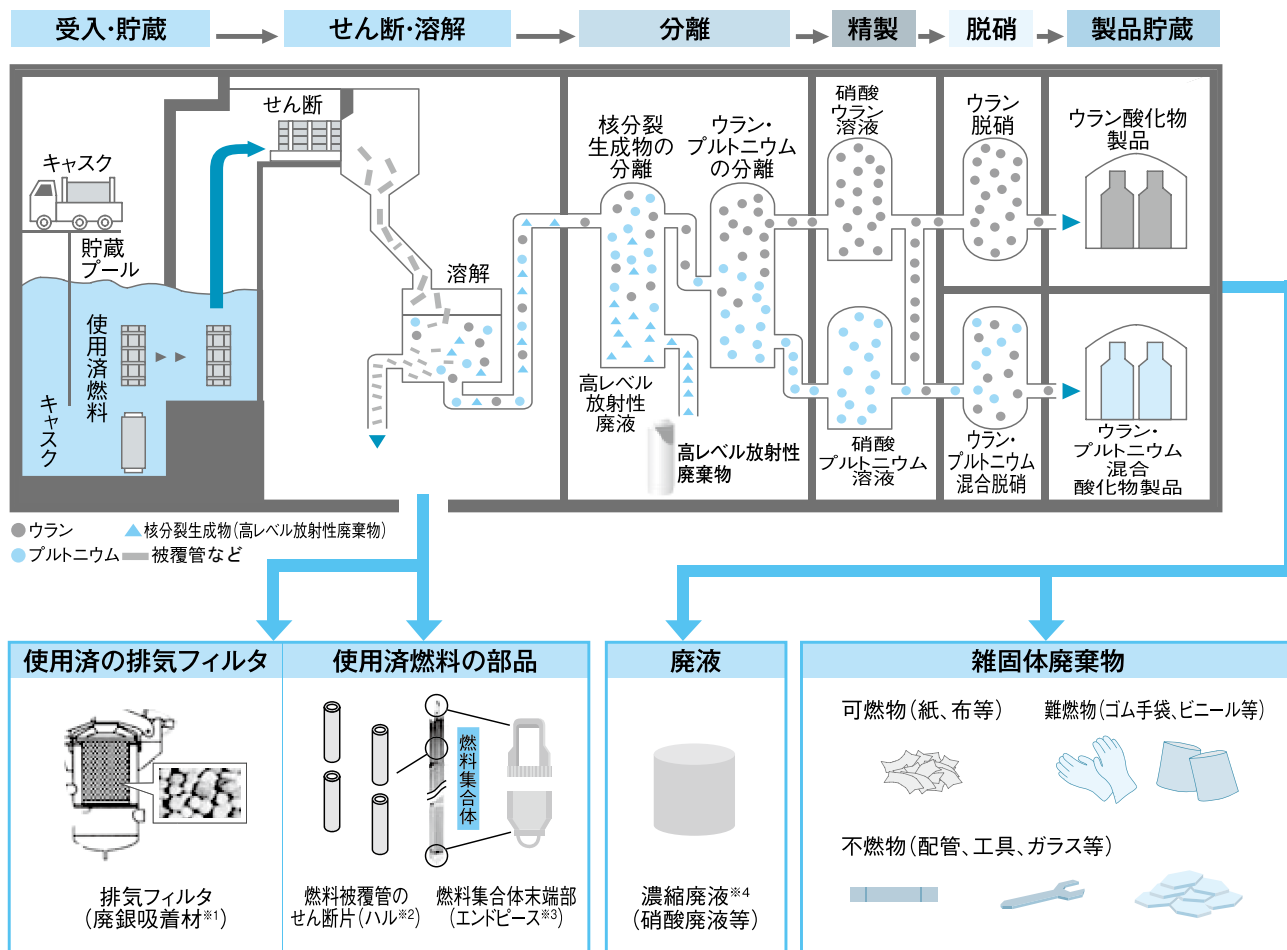 受入・貯蔵
せん断・溶解
分離
精製
脱硝
製品貯蔵
せん断
キャスク
貯蔵
プール
使用済燃料
キャスク
溶解
核分裂
生成物の
分離
ウラン・
プルトニウム
の分離
高レベル
放射性
廃液
高レベル放射性
廃棄物
硝酸
ウラン
溶液
硝酸
プルトニウム
溶液
ウラン
脱硝
ウラン・
プルトニウム
混合脱硝
ウラン酸化物
製品
ウラン・
プルトニウム
混合
酸化物製品
ウラン
核分裂生成物(高レベル放射性廃棄物)
プルトニウム
被覆管など
使用済の排気フィルタ
排気フィルタ
(廃銀吸着材※1)
使用済燃料の部品
燃料集合体
燃料被覆管の
せん断片(ハル※2)
燃料集合体末端部
(エンドピース※3)
廃液
濃縮廃液※4
(硝酸廃液等)
雑固体廃棄物
可燃物(紙、布等)
難燃物(ゴム手袋、ビニール等)
不燃物(配管、工具、ガラス等)